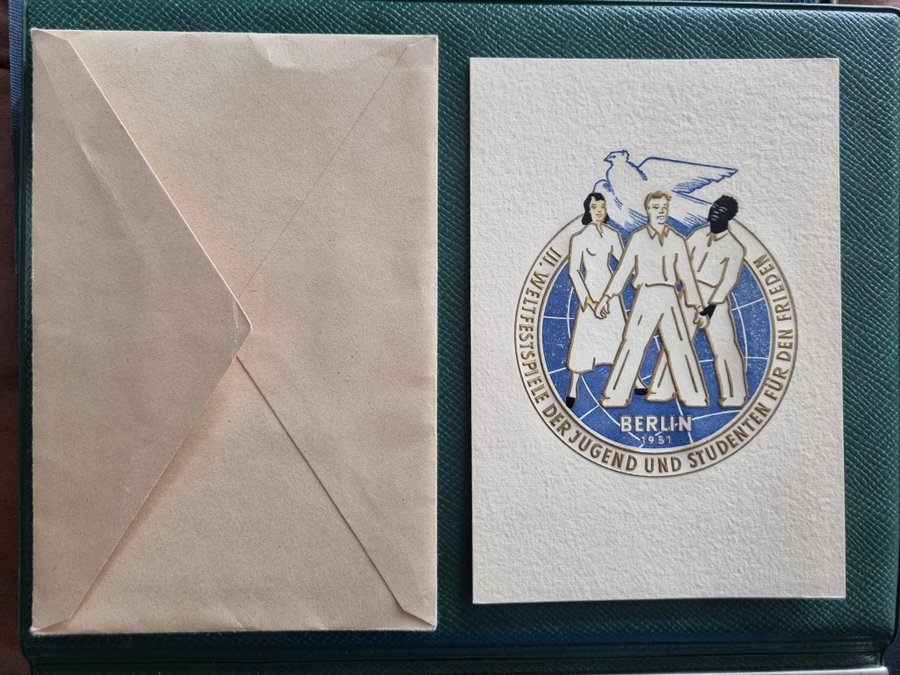 III. WELTFESTSPIELE DER JUGEND UND STUDENTEN FÜR DEN FRIEDEN
BERLIN
1951